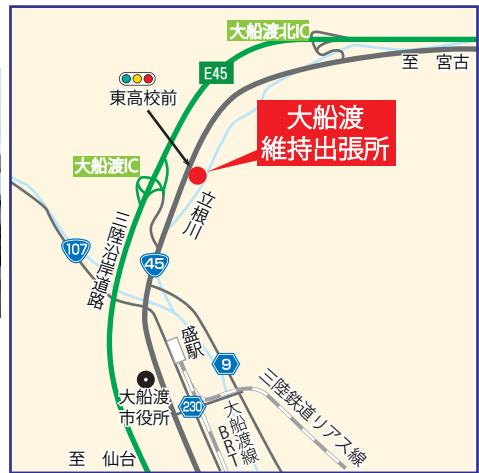 大船渡北IC
至 宮古
E45
東高校前
大船渡
維持出張所
大船渡IC
立根川
三陸沿岸道路
107
45
盛駅
9
三陸鉄道リアス線
大船渡
市役所
230
大船渡線
BRT
至 仙台